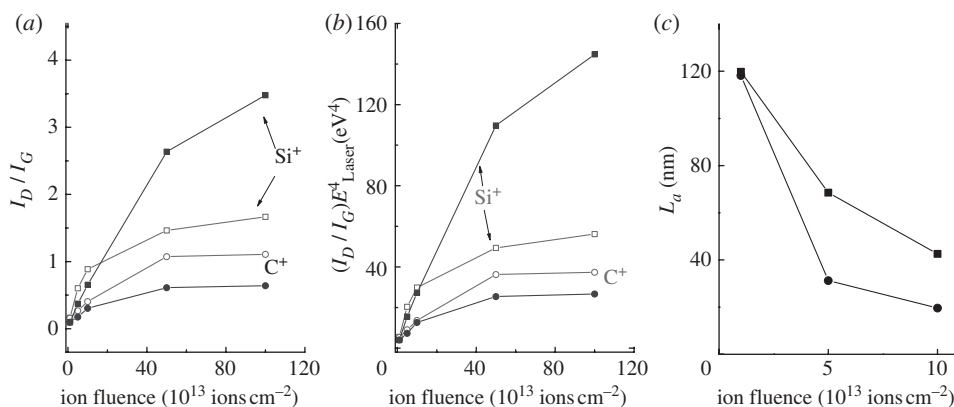 (a)
4
3
2
1
0
I_D / I_G
Si⁺
C⁺
0 40 80 120
ion fluence (10¹³ ions cm⁻²)
(b)
160
120
80
40
(I_D / I_G)E⁴_Laser(eV⁴)
Si⁺
C⁺
0 40 80 120
ion fluence (10¹³ ions cm⁻²)
(c)
120
80
40
0
L_a (nm)
5 10
ion fluence (10¹³ ions cm⁻²)